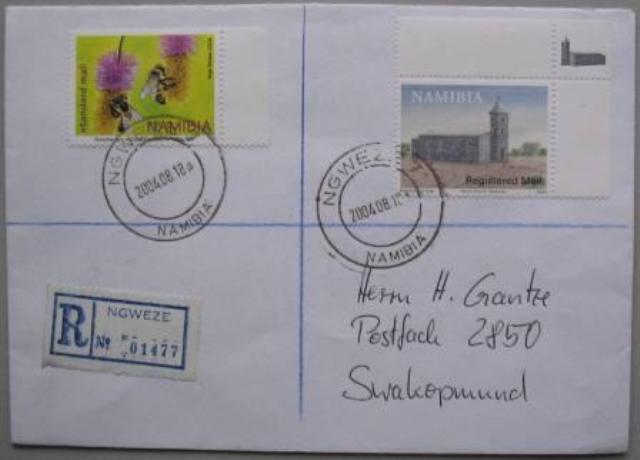 standard mail
NAMIBIA
NAMIBIA
Registered Mail
NGWEZE
2004.08.18
NAMIBIA
NGWEZE
2004.08.18
NAMIBIA
R
NGWEZE
No 01477
Herrn H. Grantze
Postfach 2850
Swakopmund